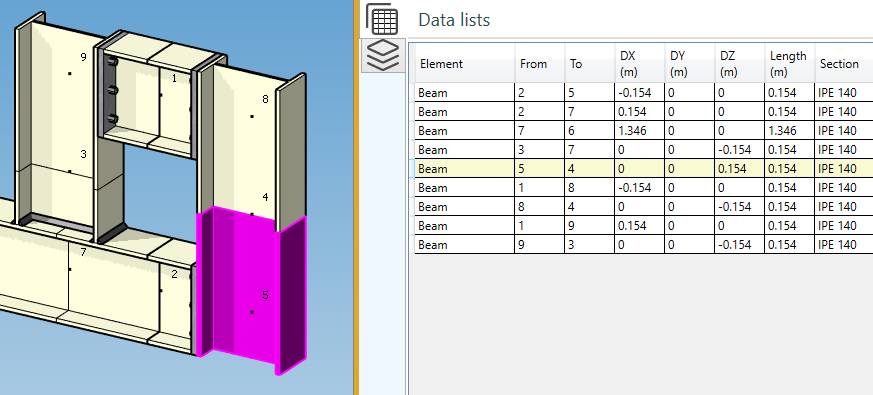 Data lists
Element From To DX (m) DY (m) DZ (m) Length (m) Section
Beam 2 5 -0.154 0 0 0.154 IPE 140
Beam 2 7 0.154 0 0 0.154 IPE 140
Beam 7 6 1.346 0 0 1.346 IPE 140
Beam 3 7 0 0 -0.154 0.154 IPE 140
Beam 5 4 0 0 0.154 0.154 IPE 140
Beam 1 8 -0.154 0 0 0.154 IPE 140
Beam 8 4 0 0 -0.154 0.154 IPE 140
Beam 1 9 0.154 0 0 0.154 IPE 140
Beam 9 3 0 0 -0.154 0.154 IPE 140
9
1
8
3
4
7
2
5